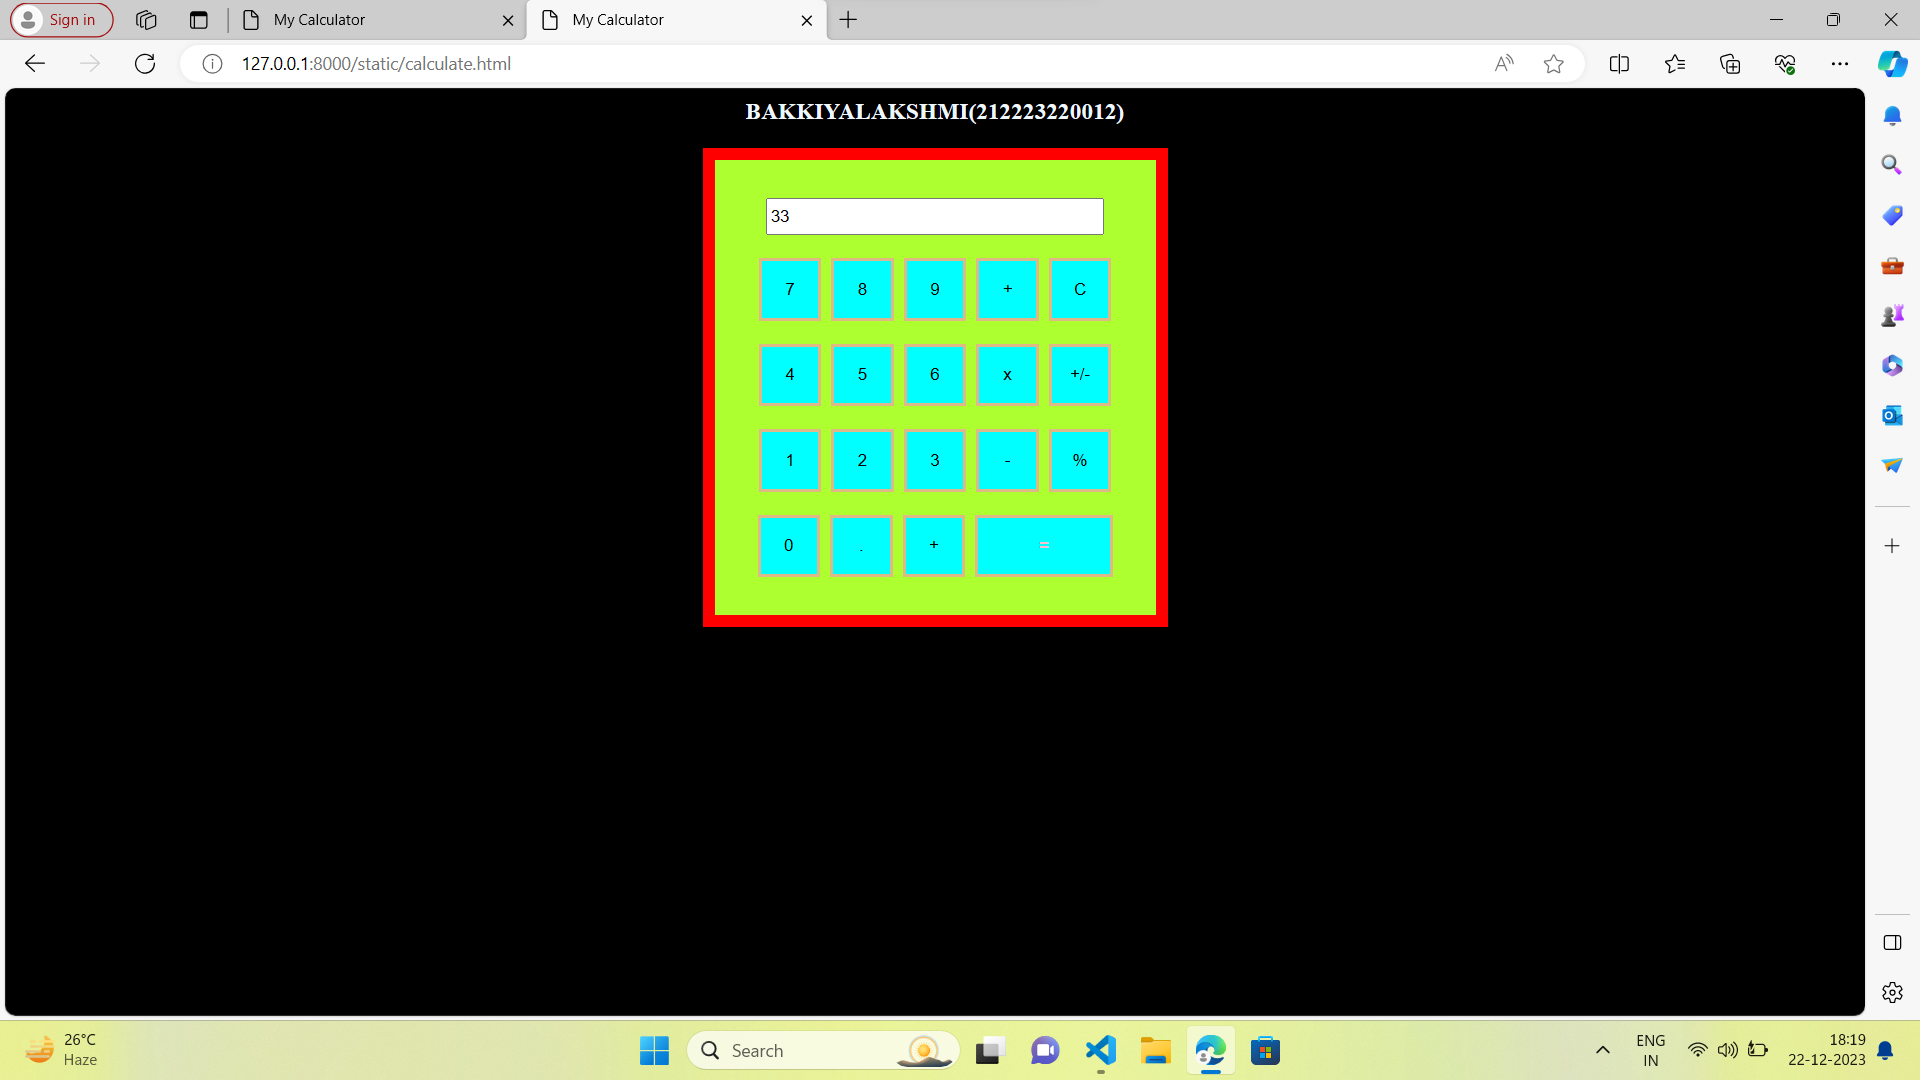 Sign in
My Calculator
My Calculator
127.0.0.1:8000/static/calculate.html
BAKKIYALAKSHMI(212223220012)
33
7 8 9 + C
4 5 6 x +/-
1 2 3 - %
0 . + =
26°C
Haze
Search
ENG
IN
18:19
22-12-2023